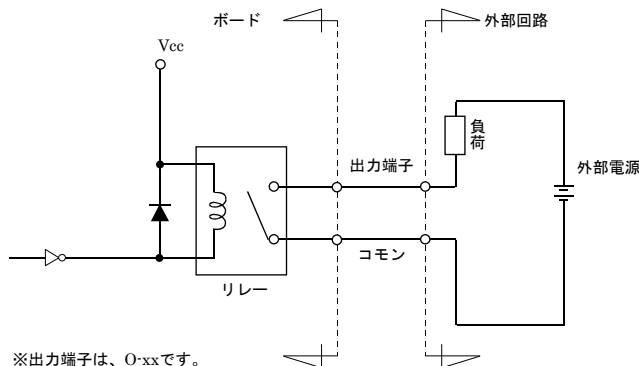 ボード
外部回路
Vcc
負荷
出力端子
外部電源
コモン
リレー
※出力端子は、O-xxです。